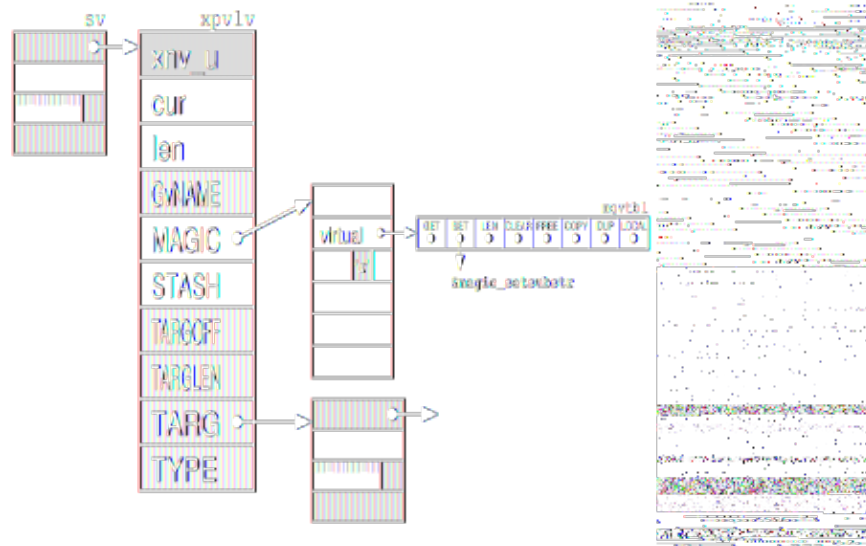 sv
xpvlv
xnv_u
cur
len
GvNAME
MAGIC
STASH
TARGOFF
TARGLEN
TARG
TYPE
virtual
mgvtbl
GET SET LEN CLEAR FREE COPY DUP LOCAL
&magic_setsubstr